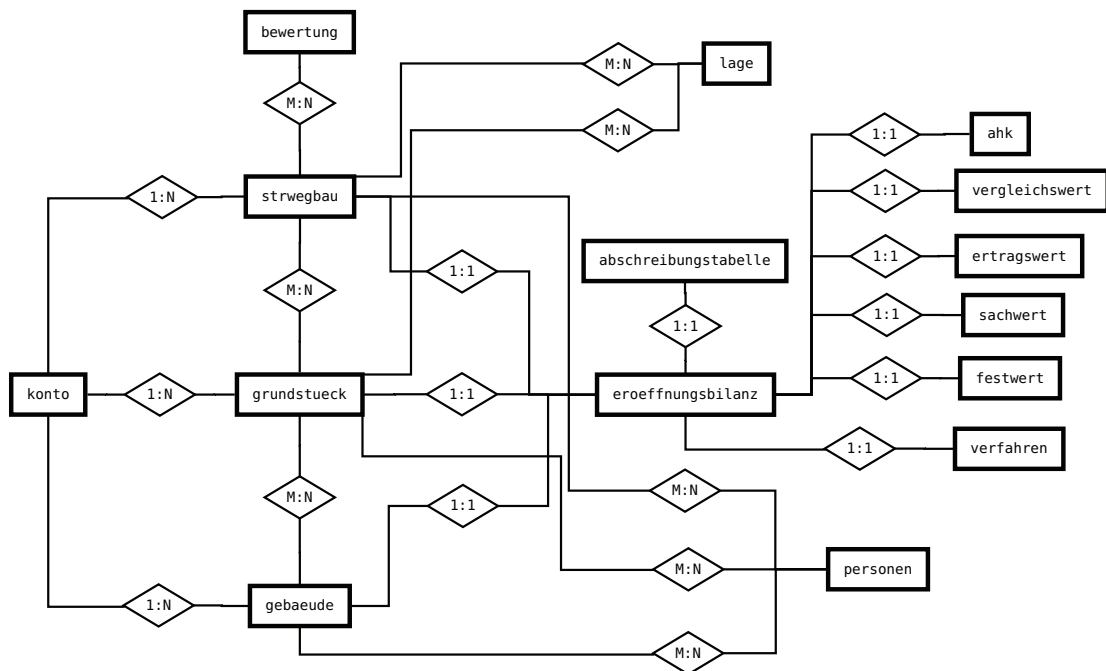 bewertung
M:N
lage
M:N
M:N
1:1
ahk
1:N
strwegbau
1:1
vergleichswert
M:N
1:1
abschreibungstabelle
1:1
ertragswert
1:1
1:1
sachwert
konto
1:N
grundstueck
1:1
eroeffnungsbilanz
1:1
festwert
1:1
verfahren
M:N
1:1
M:N
M:N
personen
1:N
gebaeude
M:N